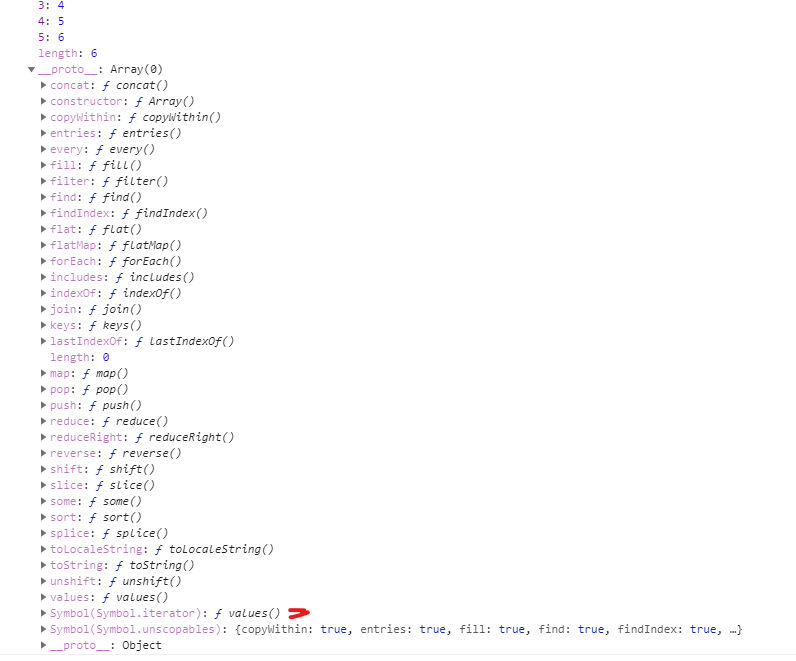 3: 4
4: 5
5: 6
length: 6
__proto__: Array(0)
concat: ƒ concat()
constructor: ƒ Array()
copyWithin: ƒ copyWithin()
entries: ƒ entries()
every: ƒ every()
fill: ƒ fill()
filter: ƒ filter()
find: ƒ find()
findIndex: ƒ findIndex()
flat: ƒ flat()
flatMap: ƒ flatMap()
forEach: ƒ forEach()
includes: ƒ includes()
indexOf: ƒ indexOf()
join: ƒ join()
keys: ƒ keys()
lastIndexOf: ƒ lastIndexOf()
length: 0
map: ƒ map()
pop: ƒ pop()
push: ƒ push()
reduce: ƒ reduce()
reduceRight: ƒ reduceRight()
reverse: ƒ reverse()
shift: ƒ shift()
slice: ƒ slice()
some: ƒ some()
sort: ƒ sort()
splice: ƒ splice()
toLocaleString: ƒ toLocaleString()
toString: ƒ toString()
unshift: ƒ unshift()
values: ƒ values()
Symbol(Symbol.iterator): ƒ values()
Symbol(Symbol.unscopables): {copyWithin: true, entries: true, fill: true, find: true, findIndex: true, …}
__proto__: Object